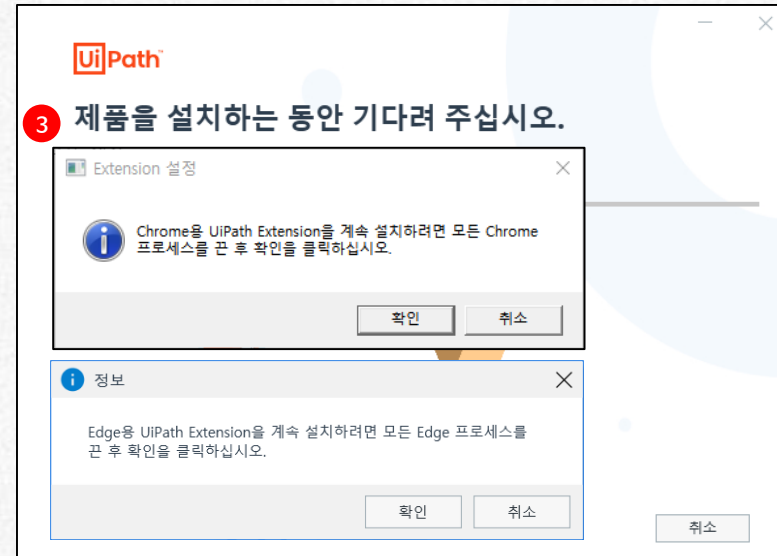 UiPath
3
제품을 설치하는 동안 기다려 주십시오.
Extension 설정
Chrome용 UiPath Extension을 계속 설치하려면 모든 Chrome
프로세스를 끈 후 확인을 클릭하십시오.
확인
취소
정보
Edge용 UiPath Extension을 계속 설치하려면 모든 Edge 프로세스를
끈 후 확인을 클릭하십시오.
확인
취소
취소